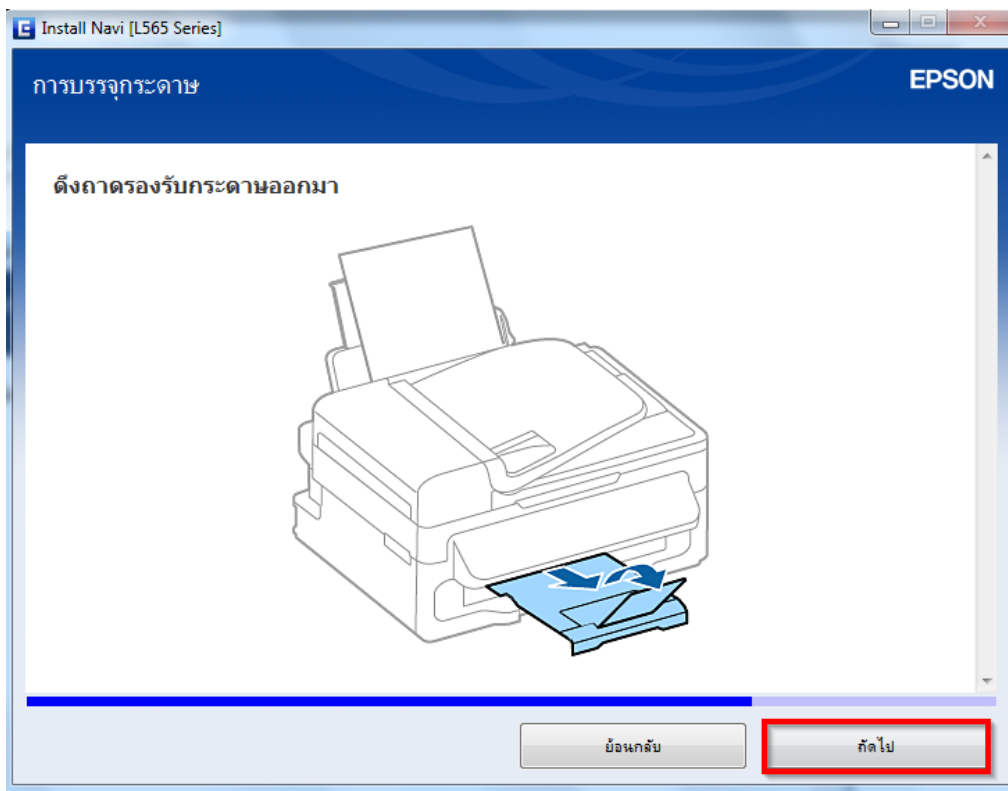 Install Navi [L565 Series]
การบรรจุกระดาษ
EPSON
ดึงถาดรองรับกระดาษออกมา
ย้อนกลับ
ถัดไป